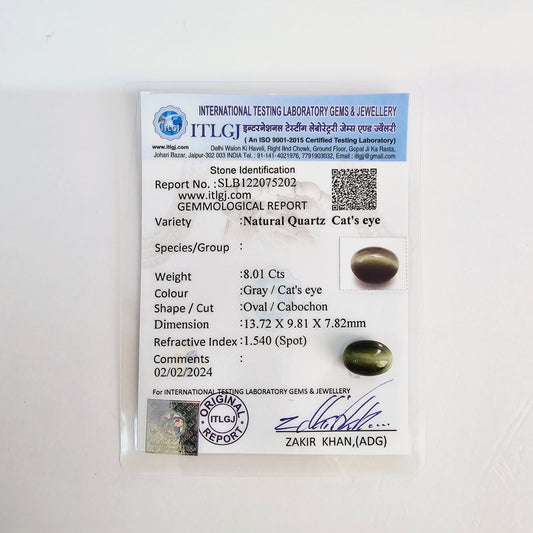 INTERNATIONAL TESTING LABORATORY GEMS & JEWELLERY
ITLGJ इन्टरनेशनल टेस्टींग लेबोरेट्री जेम्स एण्ड ज्वैलरी
( An ISO 9001-2015 Certified Testing Laboratory)
www.itlgj.com Delhi Walon Ki Haveli, Right IInd Chowk, Ground Floor, Gopal Ji Ka Rasta,
Johari Bazar, Jaipur-302 003 INDIA Tel : 91-141-4021976, 7791903032, Email : itlgj@gmail.com
Stone Identification
Report No. :SLB122075202
www.itlgj.com
GEMMOLOGICAL REPORT
Variety :Natural Quartz Cat's eye
Species/Group :
Weight :8.01 Cts
Colour :Gray / Cat's eye
Shape / Cut :Oval / Cabochon
Dimension :13.72 X 9.81 X 7.82mm
Refractive Index :1.540 (Spot)
Comments :
02/02/2024
For INTERNATIONAL TESTING LABORATORY GEMS & JEWELLERY
ORIGINAL
ITLGJ
REPORT
ZAKIR KHAN,(ADG)